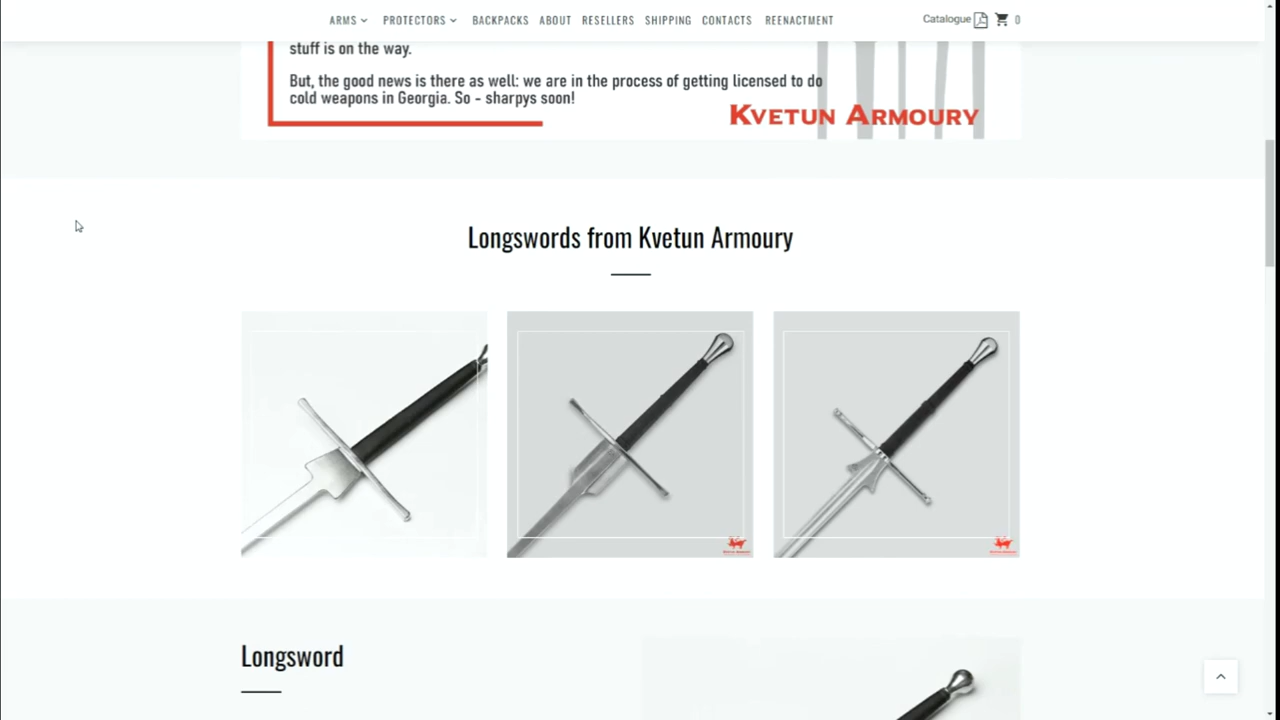 ARMS PROTECTORS BACKPACKS ABOUT RESELLERS SHIPPING CONTACTS REENACTMENT Catalogue 0
stuff is on the way.
But, the good news is there as well: we are in the process of getting licensed to do
cold weapons in Georgia. So - sharpys soon!
KVETUN ARMOURY
Longswords from Kvetun Armoury
Longsword